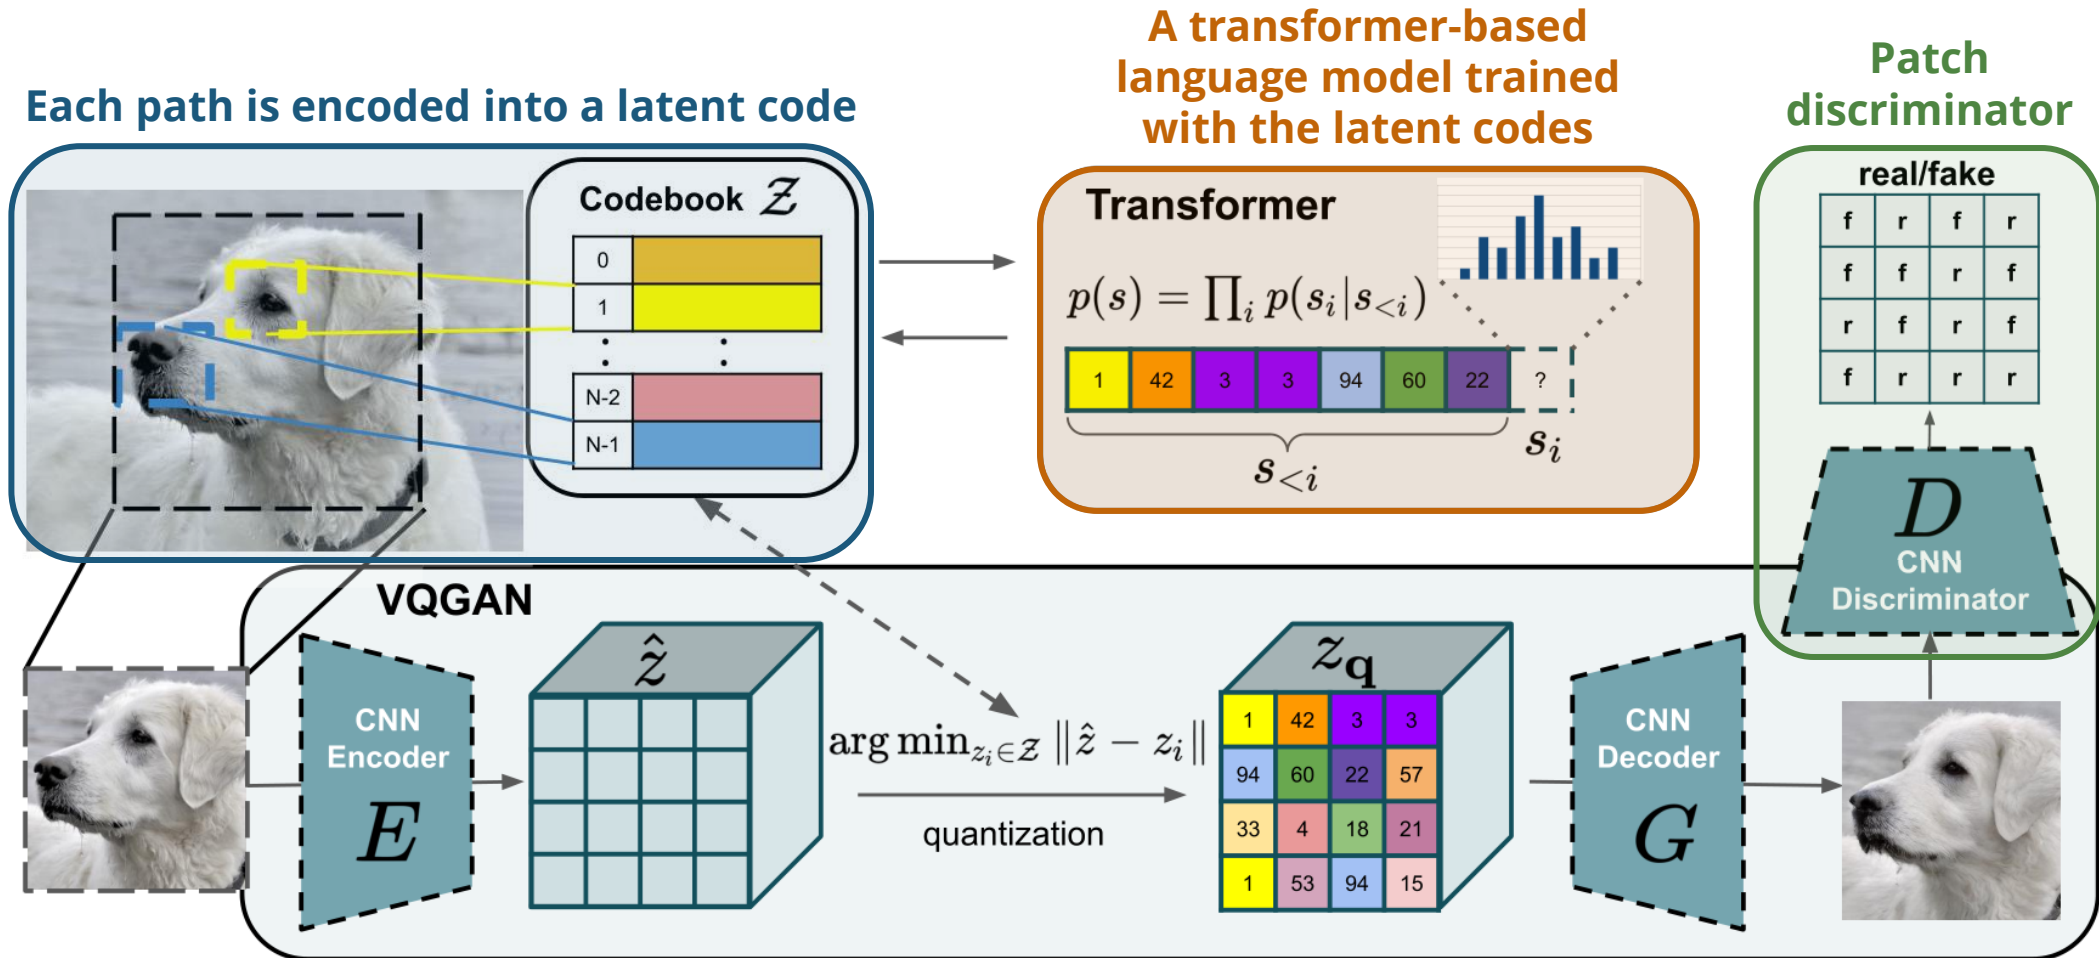 Each path is encoded into a latent code
A transformer-based
language model trained
with the latent codes
Patch
discriminator
Codebook 𝒵
0
1
:
:
N-2
N-1
Transformer
p(s) = ∏ᵢ p(sᵢ|s<ᵢ)
1 42 3 3 94 60 22 ?
s<ᵢ
sᵢ
real/fake
f r f r
f f r f
r f r f
f r r r
D
CNN
Discriminator
VQGAN
CNN
Encoder
E
ẑ
arg min_{zᵢ∈𝒵} ‖ẑ − zᵢ‖
quantization
z_q
1 42 3 3
94 60 22 57
33 4 18 21
1 53 94 15
CNN
Decoder
G